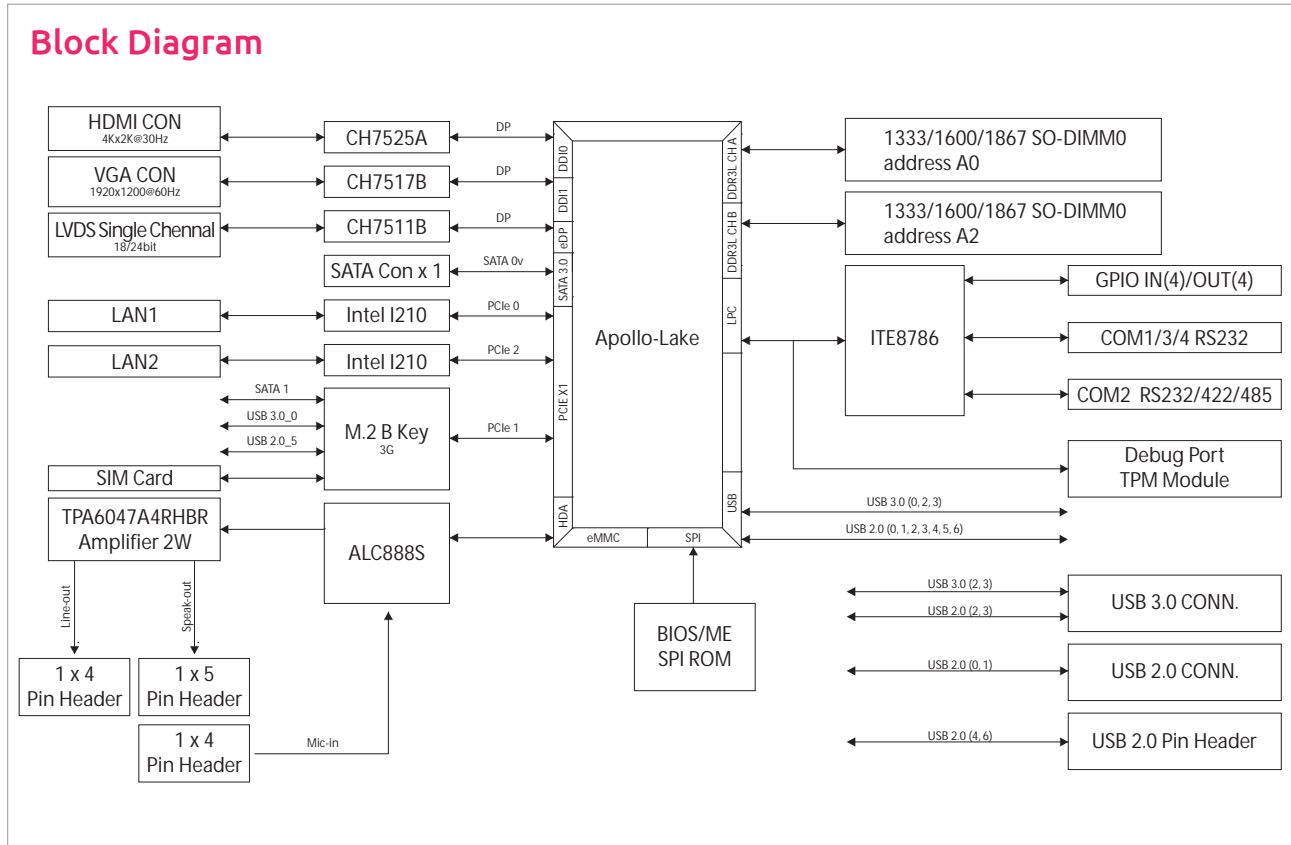 Block Diagram
HDMI CON
4Kx2K@30Hz
CH7525A
DP
DDI0
VGA CON
1920x1200@60Hz
CH7517B
DP
DDI1
LVDS Single Chennal
18/24bit
CH7511B
DP
eDP
SATA Con x 1
SATA 0v
SATA 3.0
LAN1
Intel I210
PCIe 0
LAN2
Intel I210
PCIe 2
PCIE X1
SATA 1
USB 3.0_0
USB 2.0_5
M.2 B Key
3G
PCIe 1
SIM Card
TPA6047A4RHBR
Amplifier 2W
ALC888S
HDA
Line-out
Speak-out
1 x 4
Pin Header
1 x 5
Pin Header
1 x 4
Pin Header
Mic-in
Apollo-Lake
eMMC
SPI
BIOS/ME
SPI ROM
DDR3L CH A
1333/1600/1867 SO-DIMM0
address A0
DDR3L CH B
1333/1600/1867 SO-DIMM0
address A2
LPC
ITE8786
GPIO IN(4)/OUT(4)
COM1/3/4 RS232
COM2 RS232/422/485
Debug Port
TPM Module
USB
USB 3.0 (0, 2, 3)
USB 2.0 (0, 1, 2, 3, 4, 5, 6)
USB 3.0 (2, 3)
USB 2.0 (2, 3)
USB 3.0 CONN.
USB 2.0 (0, 1)
USB 2.0 CONN.
USB 2.0 (4, 6)
USB 2.0 Pin Header